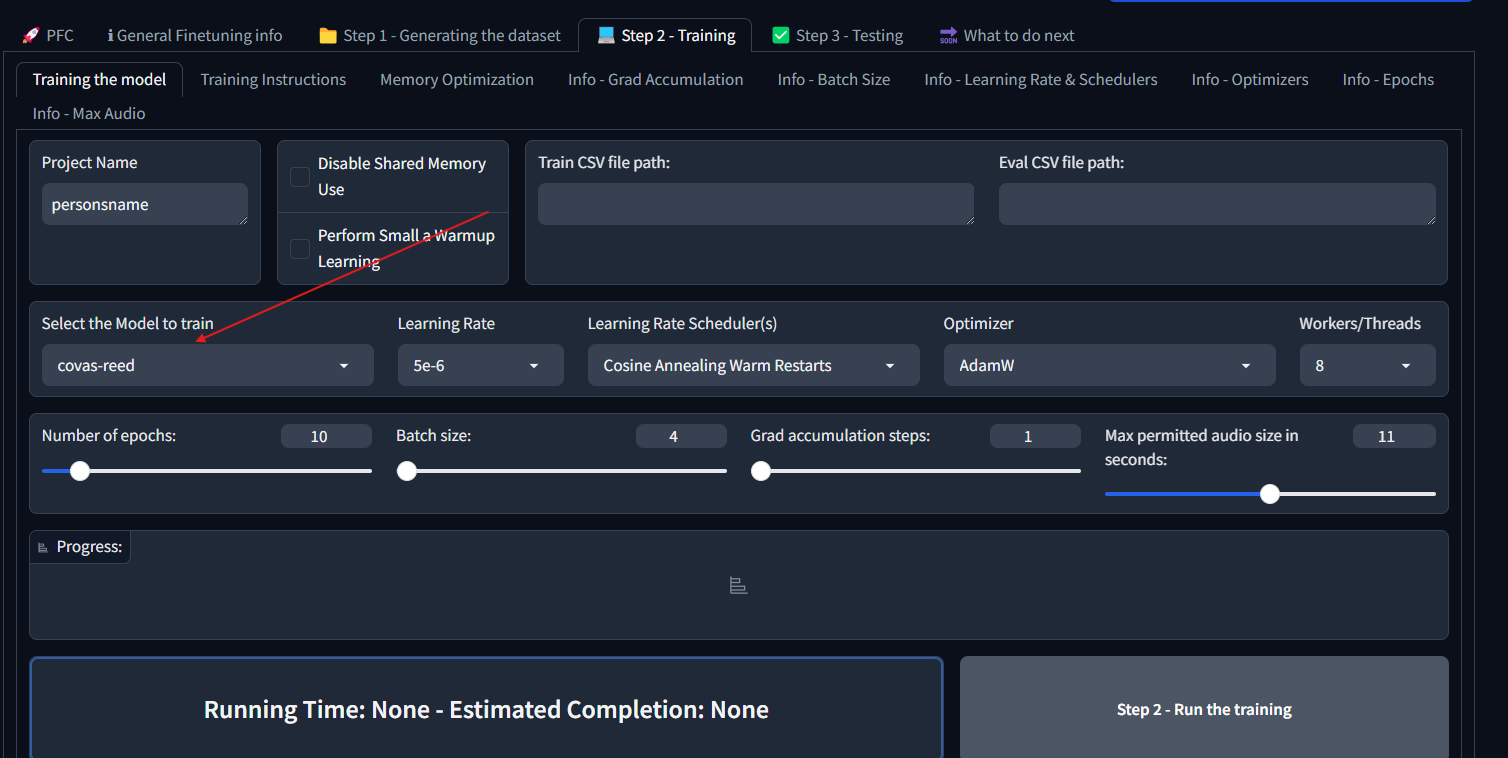 🚀 PFC
ℹ General Finetuning info
📁 Step 1 - Generating the dataset
💻 Step 2 - Training
✅ Step 3 - Testing
🔜 What to do next
Training the model
Training Instructions
Memory Optimization
Info - Grad Accumulation
Info - Batch Size
Info - Learning Rate & Schedulers
Info - Optimizers
Info - Epochs
Info - Max Audio
Project Name
personsname
Disable Shared Memory
Use
Perform Small a Warmup
Learning
Train CSV file path:
Eval CSV file path:
Select the Model to train
covas-reed
Learning Rate
5e-6
Learning Rate Scheduler(s)
Cosine Annealing Warm Restarts
Optimizer
AdamW
Workers/Threads
8
Number of epochs:
10
Batch size:
4
Grad accumulation steps:
1
Max permitted audio size in
seconds:
11
Progress:
Running Time: None - Estimated Completion: None
Step 2 - Run the training